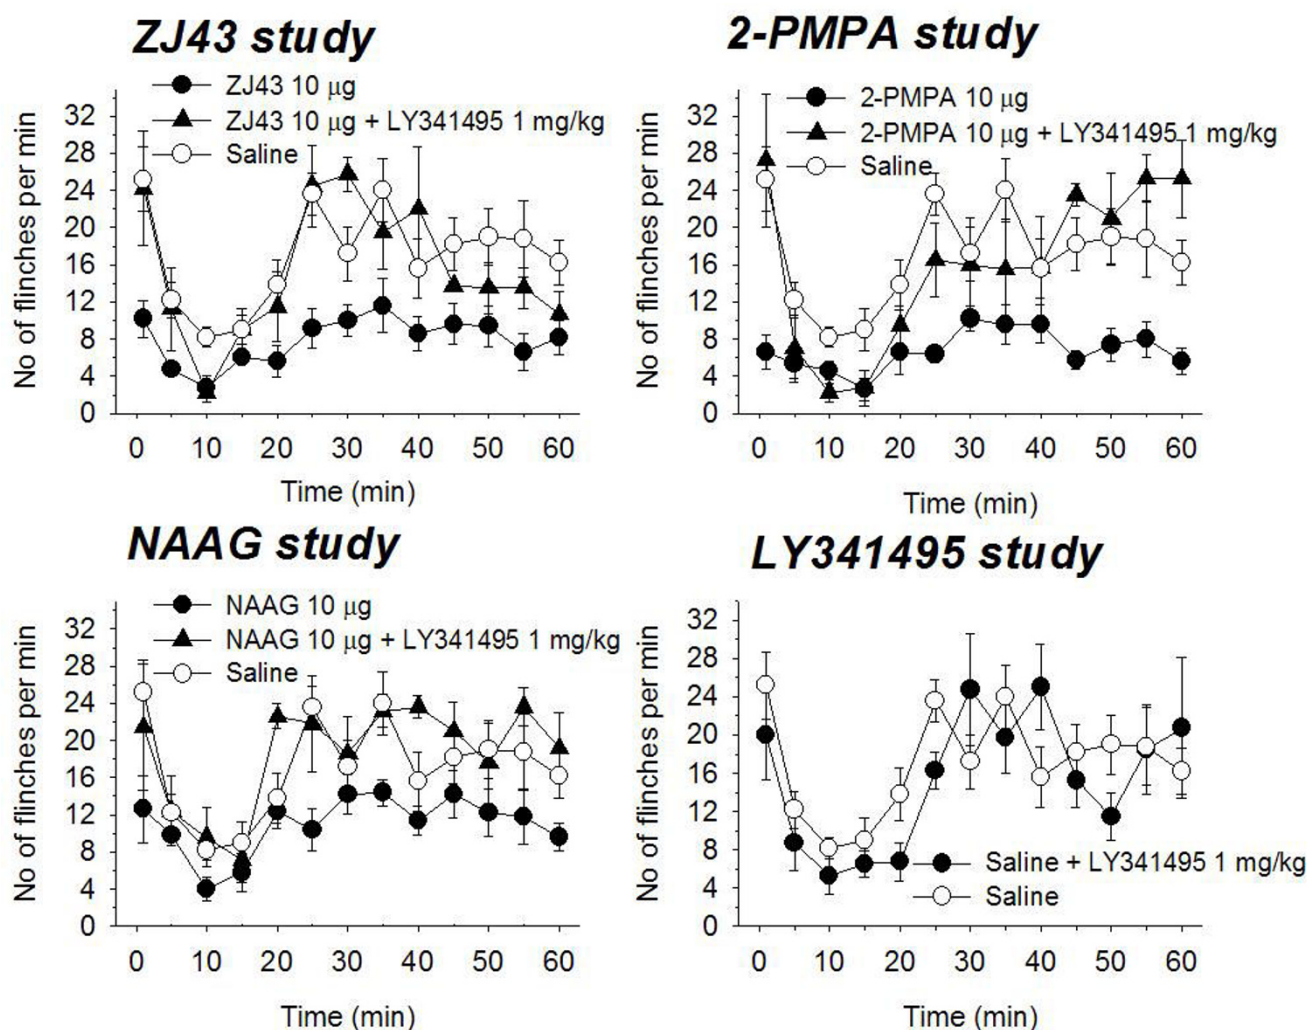 ZJ43 study
ZJ43 10 μg
ZJ43 10 μg + LY341495 1 mg/kg
Saline
No of flinches per min
32
28
24
20
16
12
8
4
0
0 10 20 30 40 50 60
Time (min)
2-PMPA study
2-PMPA 10 μg
2-PMPA 10 μg + LY341495 1 mg/kg
Saline
No of flinches per min
32
28
24
20
16
12
8
4
0
0 10 20 30 40 50 60
Time (min)
NAAG study
NAAG 10 μg
NAAG 10 μg + LY341495 1 mg/kg
Saline
No of flinches per min
32
28
24
20
16
12
8
4
0
0 10 20 30 40 50 60
Time (min)
LY341495 study
No of flinches per min
32
28
24
20
16
12
8
4
0
Saline + LY341495 1 mg/kg
Saline
0 10 20 30 40 50 60
Time (min)